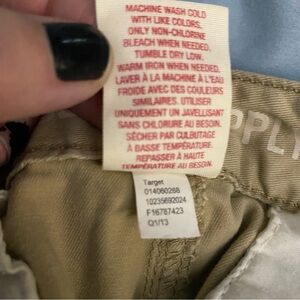 MACHINE WASH COLD
WITH LIKE COLORS.
ONLY NON-CHLORINE
BLEACH WHEN NEEDED.
TUMBLE DRY LOW.
WARM IRON WHEN NEEDED.
LAVER À LA MACHINE À L'EAU
FROIDE AVEC DES COULEURS
SIMILAIRES. UTILISER
UNIQUEMENT UN JAVELLISANT
SANS CHLORURE AU BESOIN.
SÉCHER PAR CULBUTAGE
À BASSE TEMPÉRATURE.
REPASSER À HAUTE
TEMPÉRATURE AU BESOIN.
Target
014060268
10235692024
F16787423
Q1/13